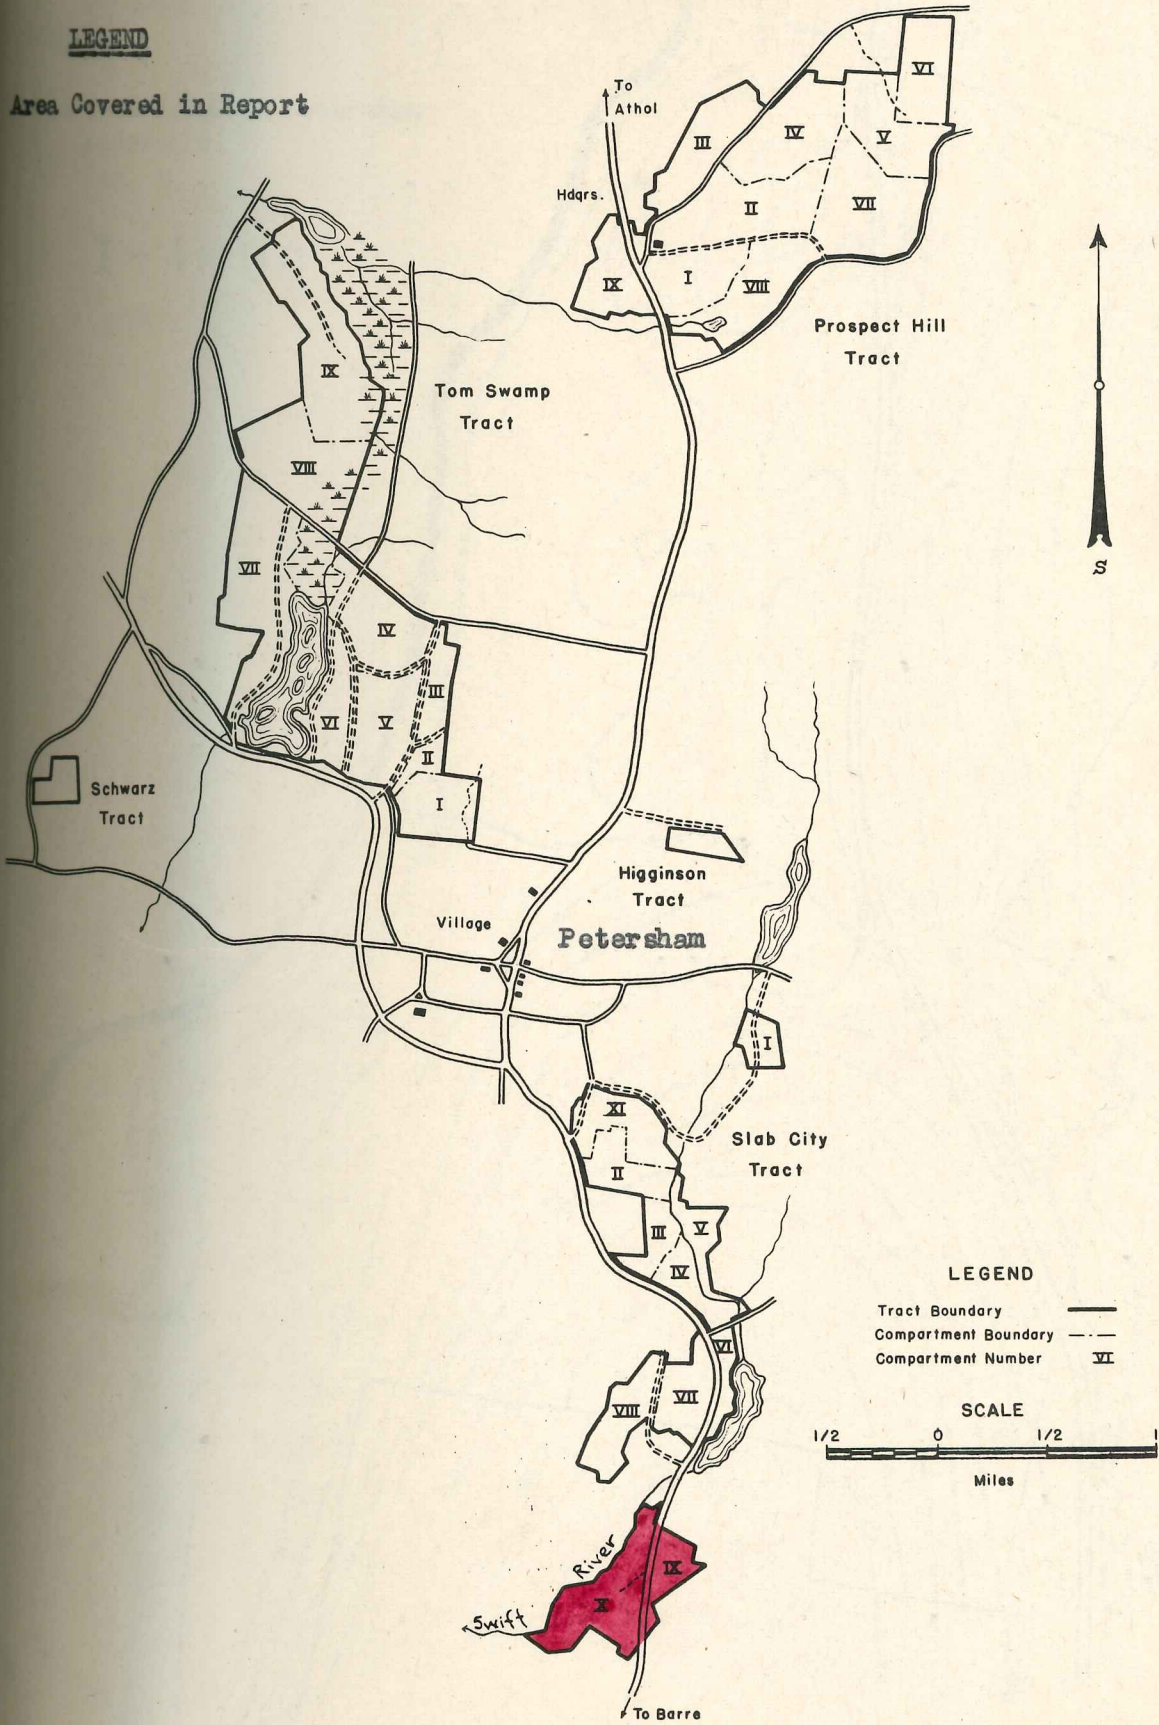 LEGEND
Area Covered in Report
To
Athol
Hdqrs.
VI
III
IV
V
II
VII
I
IX
VIII
Prospect Hill
Tract
S
IX
Tom Swamp
Tract
VIII
VII
IV
III
VI
V
II
I
Schwarz
Tract
Higginson
Tract
Village
Petersham
I
XI
Slab City
Tract
II
III
V
IV
VI
VII
VIII
LEGEND
Tract Boundary
Compartment Boundary
Compartment Number VI
SCALE
1/2 0 1/2 1
Miles
River
IX
X
Swift
To Barre